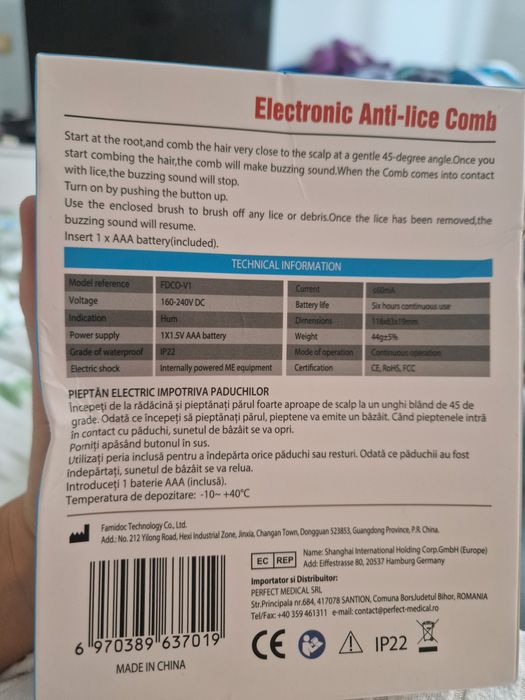 Electronic Anti-lice Comb
Start at the root,and comb the hair very close to the scalp at a gentle 45-degree angle.Once you
start combing the hair,the comb will make buzzing sound.When the Comb comes into contact
with lice,the buzzing sound will stop.
Turn on by pushing the button up.
Use the enclosed brush to brush off any lice or debris.Once the lice has been removed,the
buzzing sound will resume.
Insert 1 x AAA battery(included).
TECHNICAL INFORMATION
Model reference FDCO-V1 Current ≤60mA
Voltage 160-240V DC Battery life Six hours continuous use
Indication Hum Dimensions 118x63x19mm
Power supply 1X1.5V AAA battery Weight 44g±5%
Grade of waterproof IP22 Mode of operation Continuous operation
Electric shock Internally powered ME equipment Certification CE, RoHS, FCC
PIEPTĂN ELECTRIC IMPOTRIVA PADUCHILOR
Începeți de la rădăcină și pieptănați părul foarte aproape de scalp la un unghi blând de 45 de
grade. Odată ce începeți să pieptănați părul, pieptene va emite un bâzâit. Când pieptenele intră
în contact cu păduchi, sunetul de bâzâit se va opri.
Porniți apăsând butonul în sus.
Utilizați peria inclusă pentru a îndepărta orice păduchi sau resturi. Odată ce păduchii au fost
îndepărtați, sunetul de bâzâit se va relua.
Introduceți 1 baterie AAA (inclusă).
Temperatura de depozitare: -10~ +40℃
Famidoc Technology Co., Ltd.
Add.: No. 212 Yilong Road, Hexi Industrial Zone, Jinxia, Changan Town, Dongguan 523853, Guangdong Province, P.R. China.
EC REP
Name: Shanghai International Holding Corp.GmbH (Europe)
Add: Eiffestrasse 80, 20537 Hamburg Germany
Importator si Distribuitor:
PERFECT MEDICAL SRL
Str.Principala nr.684, 417035 SANTION, Comuna Bors.Judetul Bihor, ROMANIA
Tel/Fax: +40 359 461311 e-mail: contact@perfect-medical.ro
6 970389 637019
MADE IN CHINA
CE IP22